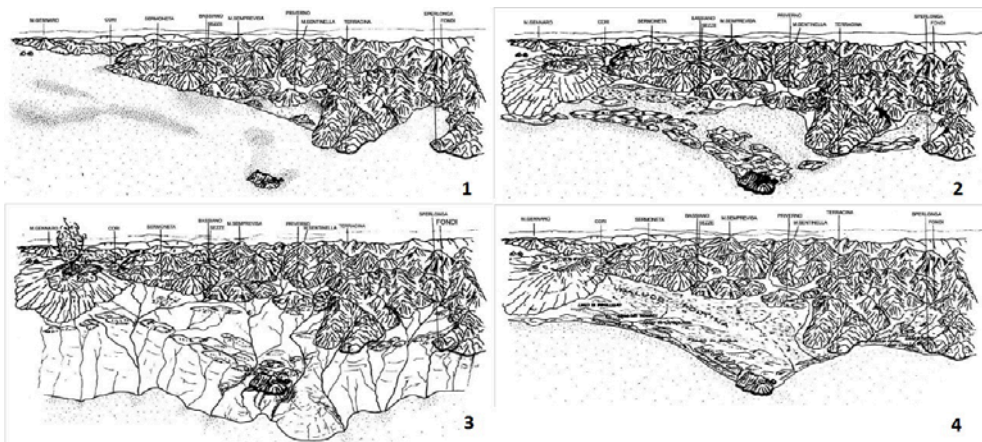 M.GENNARO CORI SERMONETA BASSIANO SEZZE M.SEMPREVISA PRIVERNO M.SENTINELLA TERRACINA SPERLONGA FONDI
1
M.GENNARO CORI SERMONETA BASSIANO SEZZE M.SEMPREVISA PRIVERNO M.SENTINELLA TERRACINA SPERLONGA FONDI
2
M.GENNARO CORI SERMONETA BASSIANO SEZZE M.SEMPREVISA PRIVERNO M.SENTINELLA TERRACINA SPERLONGA FONDI
3
M.GENNARO CORI SERMONETA BASSIANO SEZZE M.SEMPREVISA PRIVERNO M.SENTINELLA TERRACINA SPERLONGA FONDI
4